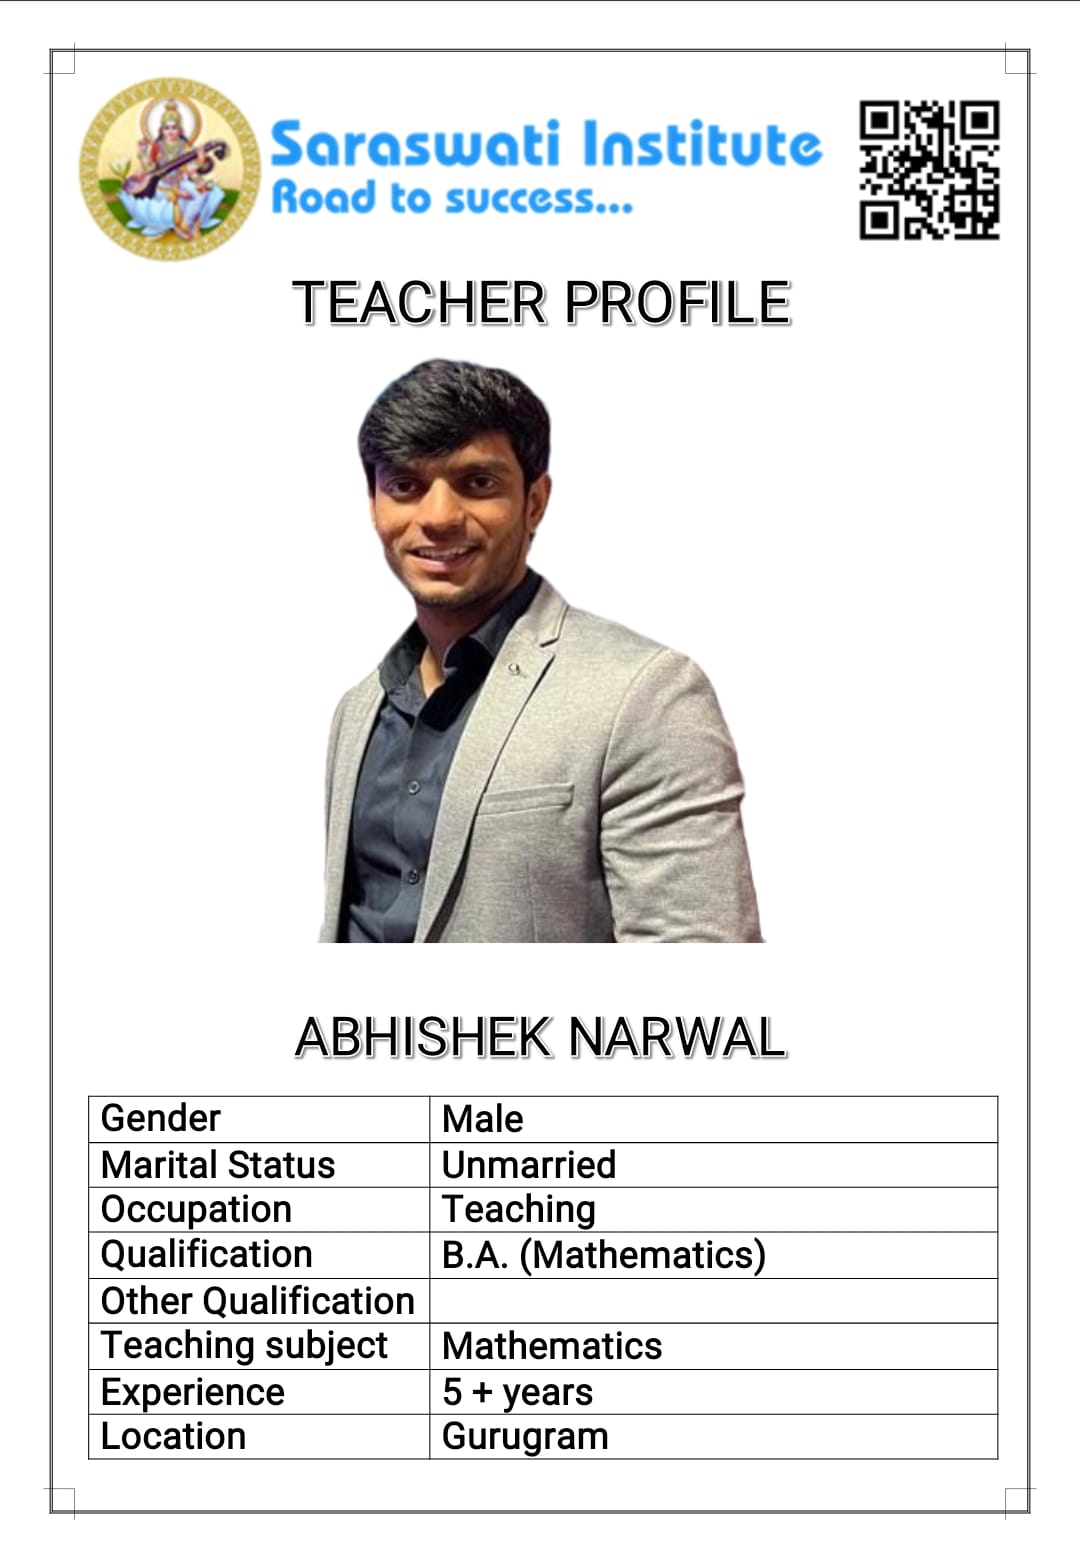 Saraswati Institute
Road to success...
TEACHER PROFILE
ABHISHEK NARWAL
Gender Male
Marital Status Unmarried
Occupation Teaching
Qualification B.A. (Mathematics)
Other Qualification
Teaching subject Mathematics
Experience 5 + years
Location Gurugram